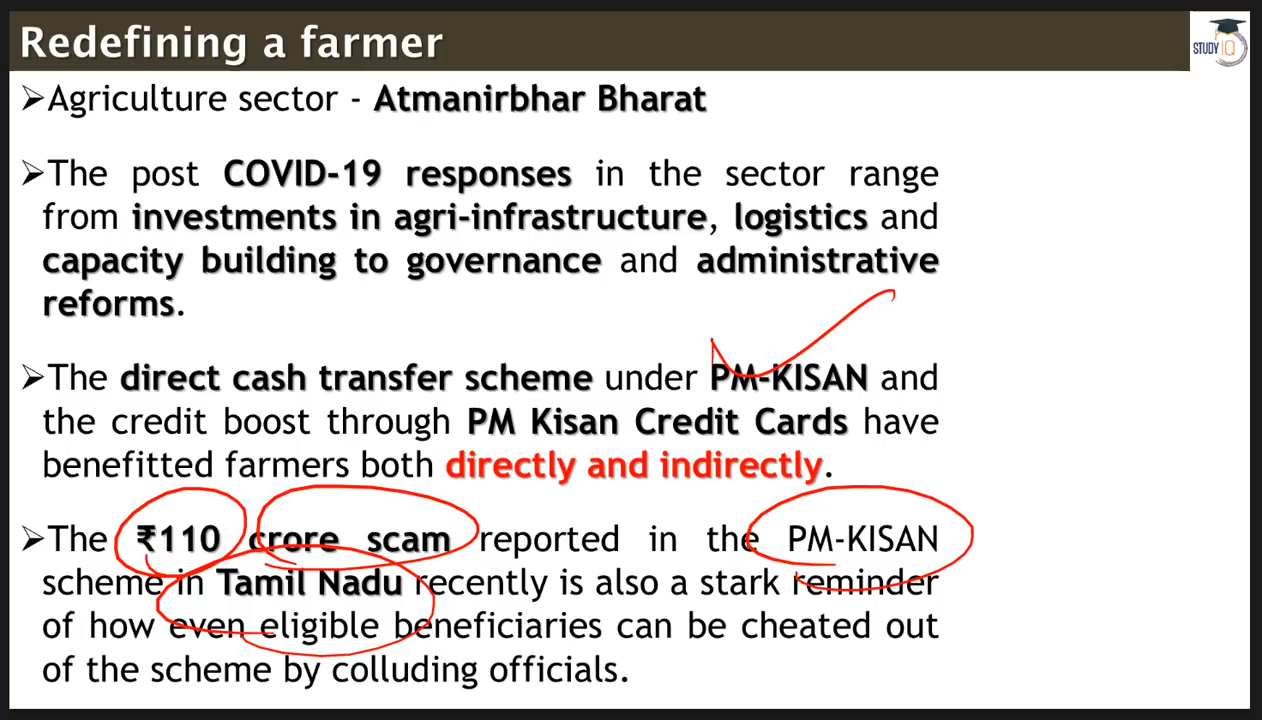 Redefining a farmer
STUDY IQ
➢Agriculture sector - Atmanirbhar Bharat
➢The post COVID-19 responses in the sector range
from investments in agri-infrastructure, logistics and
capacity building to governance and administrative
reforms.
➢The direct cash transfer scheme under PM-KISAN and
the credit boost through PM Kisan Credit Cards have
benefitted farmers both directly and indirectly.
➢The ₹110 crore scam reported in the PM-KISAN
scheme in Tamil Nadu recently is also a stark reminder
of how even eligible beneficiaries can be cheated out
of the scheme by colluding officials.